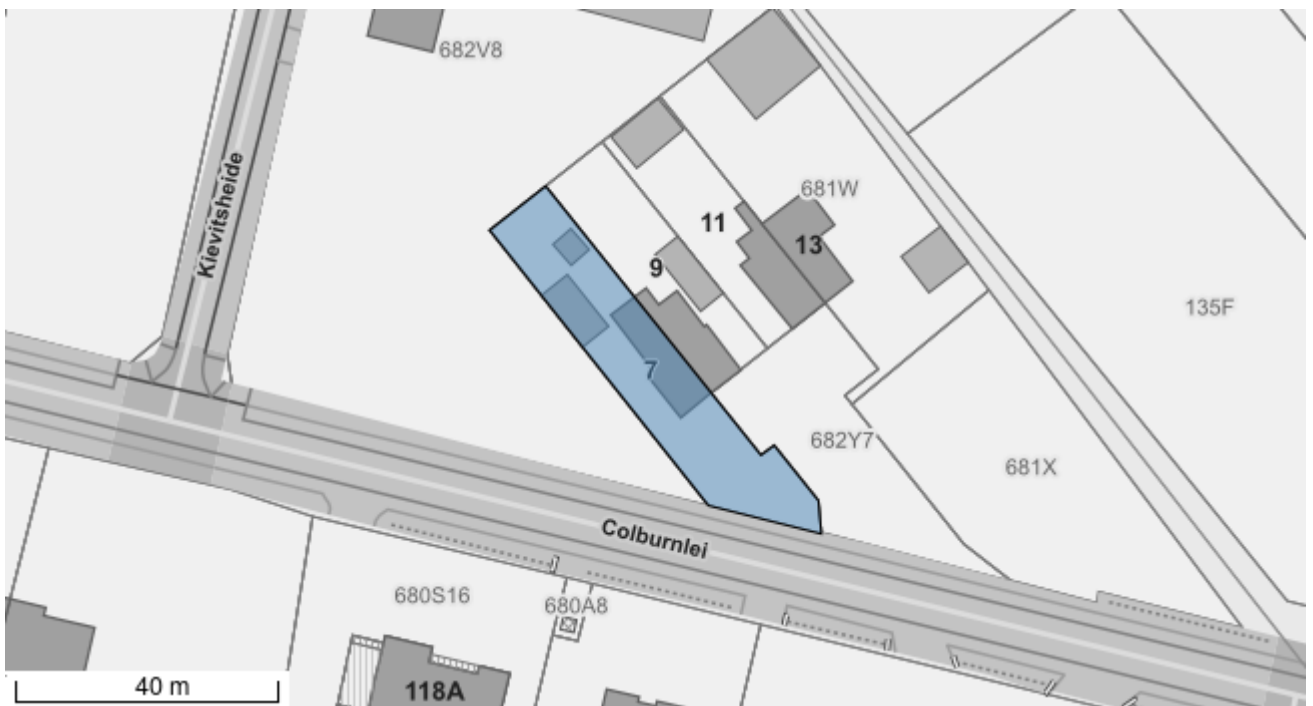 682V8
Kievitsheide
681W
11
13
9
135F
7
682Y7
681X
Colburnlei
680S16
680A8
40 m
118A